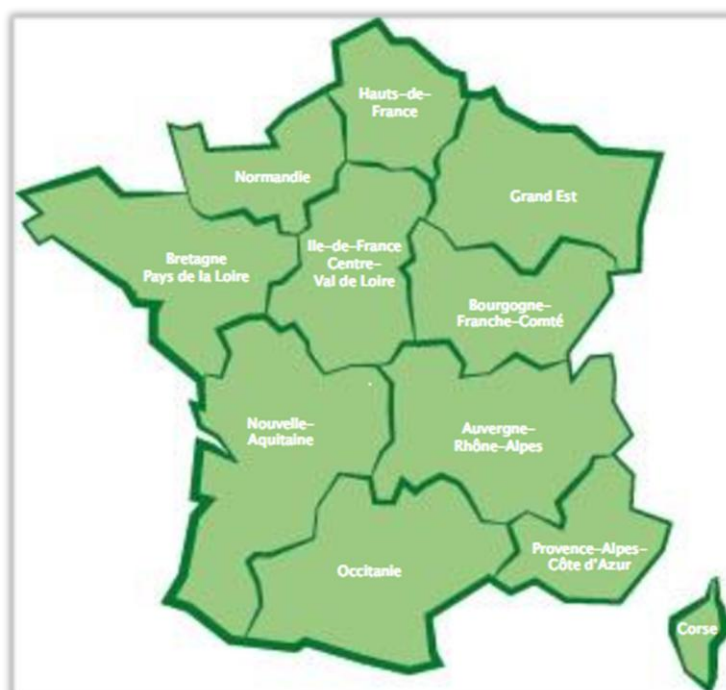 Hauts-de-
France
Normandie
Grand Est
Bretagne
Pays de la Loire
Ile-de-France
Centre-
Val de Loire
Bourgogne-
Franche-Comté
Nouvelle-
Aquitaine
Auvergne-
Rhône-Alpes
Occitanie
Provence-Alpes-
Côte d'Azur
Corse